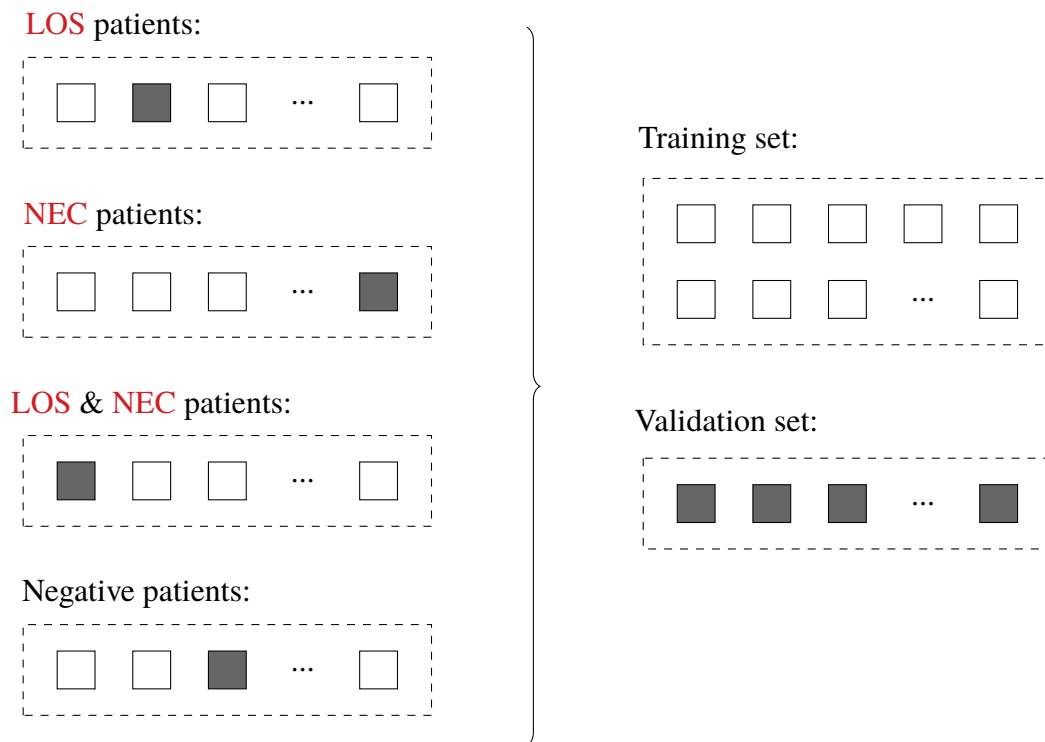 LOS patients:
...
NEC patients:
...
LOS & NEC patients:
...
Negative patients:
...
Training set:
...
Validation set:
...